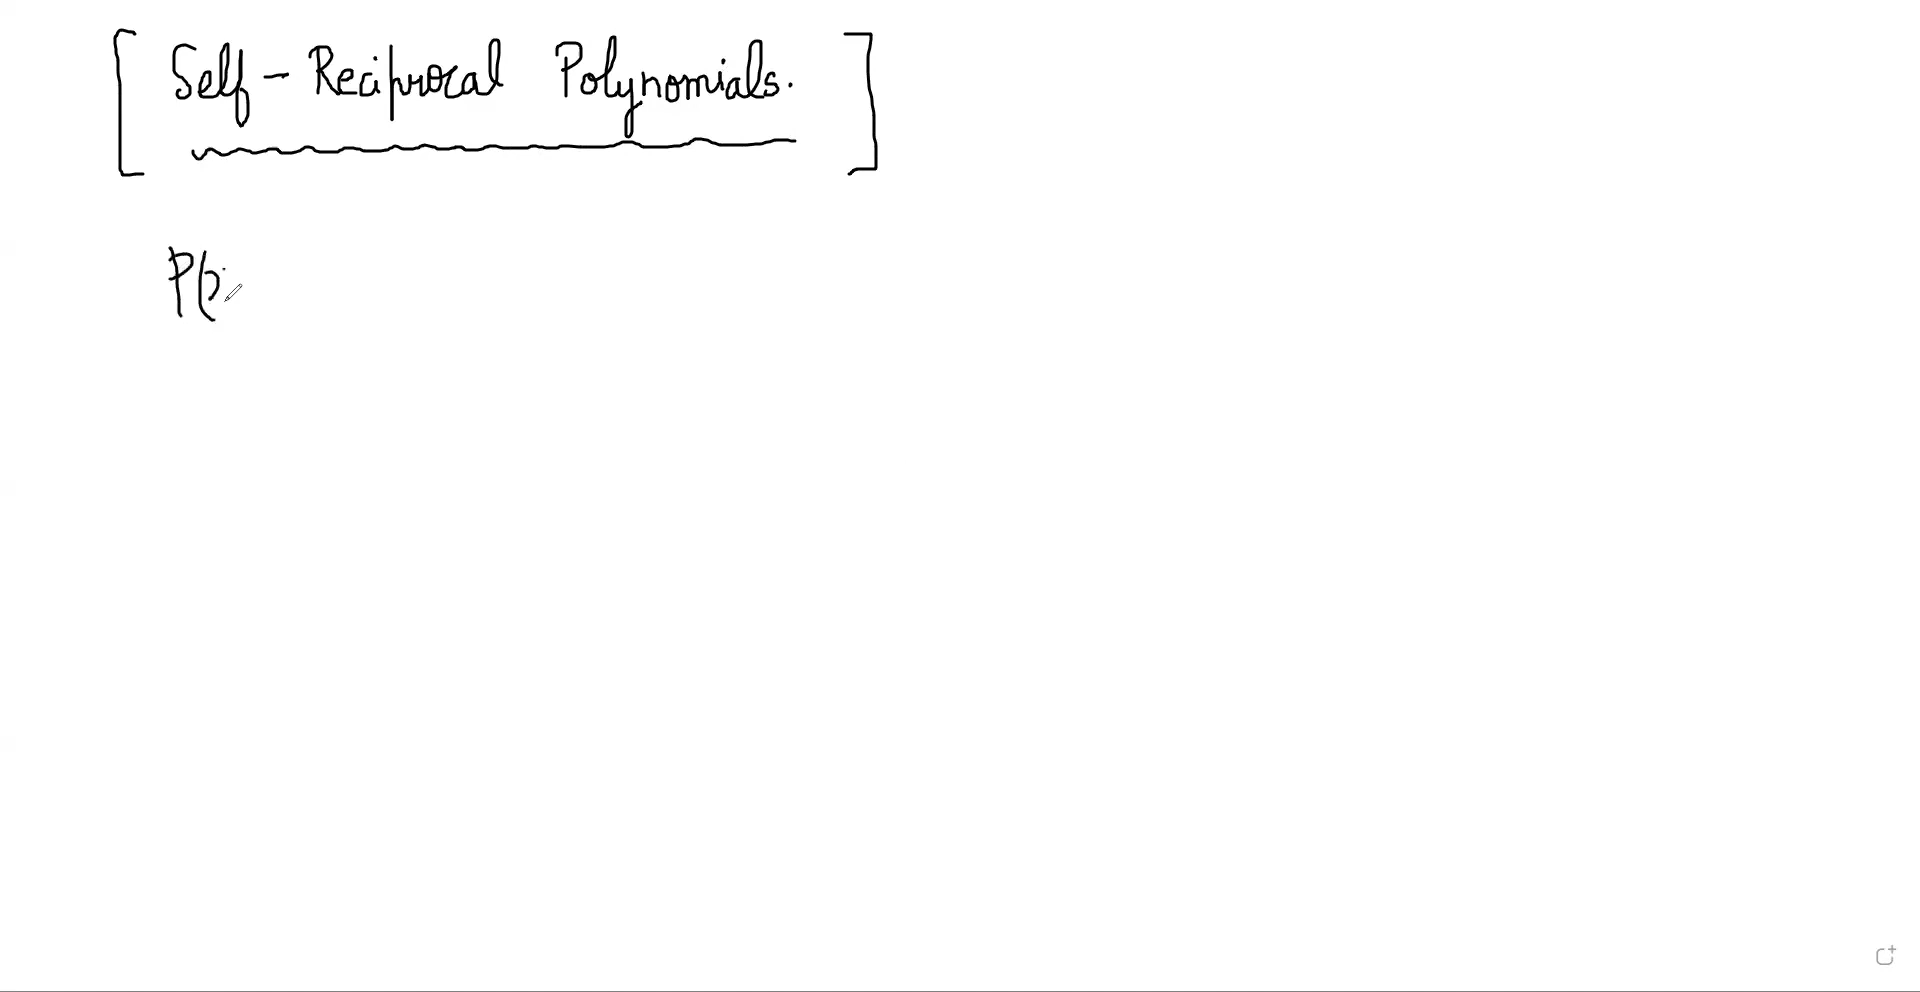 [ Self-Reciprocal Polynomials. ]
P(